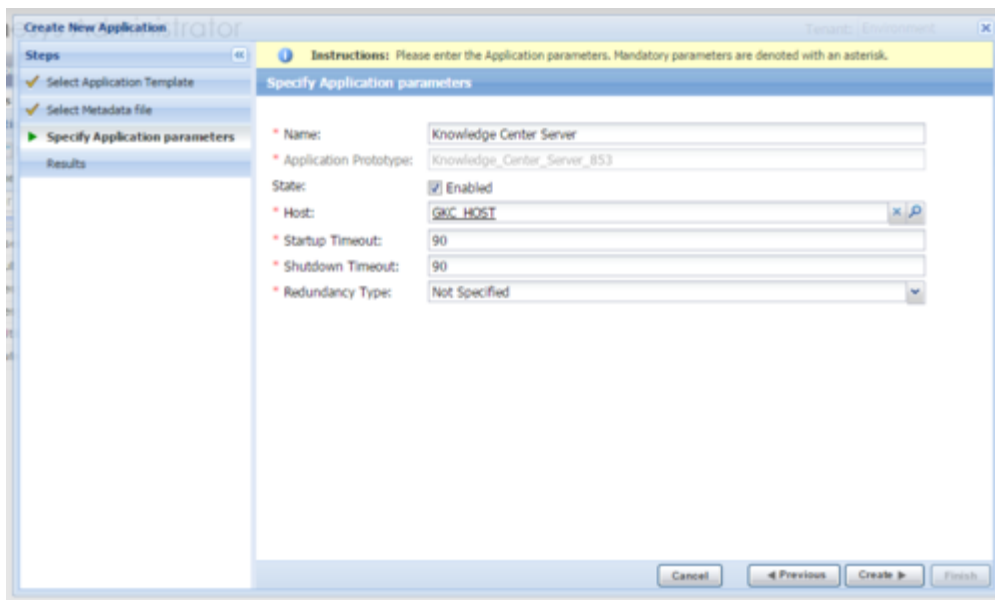 Create New Application
Tenant: Environment
Steps
Select Application Template
Select Metadata file
Specify Application parameters
Results
Instructions: Please enter the Application parameters. Mandatory parameters are denoted with an asterisk.
Specify Application parameters
* Name: Knowledge Center Server
* Application Prototype: Knowledge_Center_Server_853
State: Enabled
* Host: GKC_HOST
* Startup Timeout: 90
* Shutdown Timeout: 90
* Redundancy Type: Not Specified
Cancel Previous Create Finish